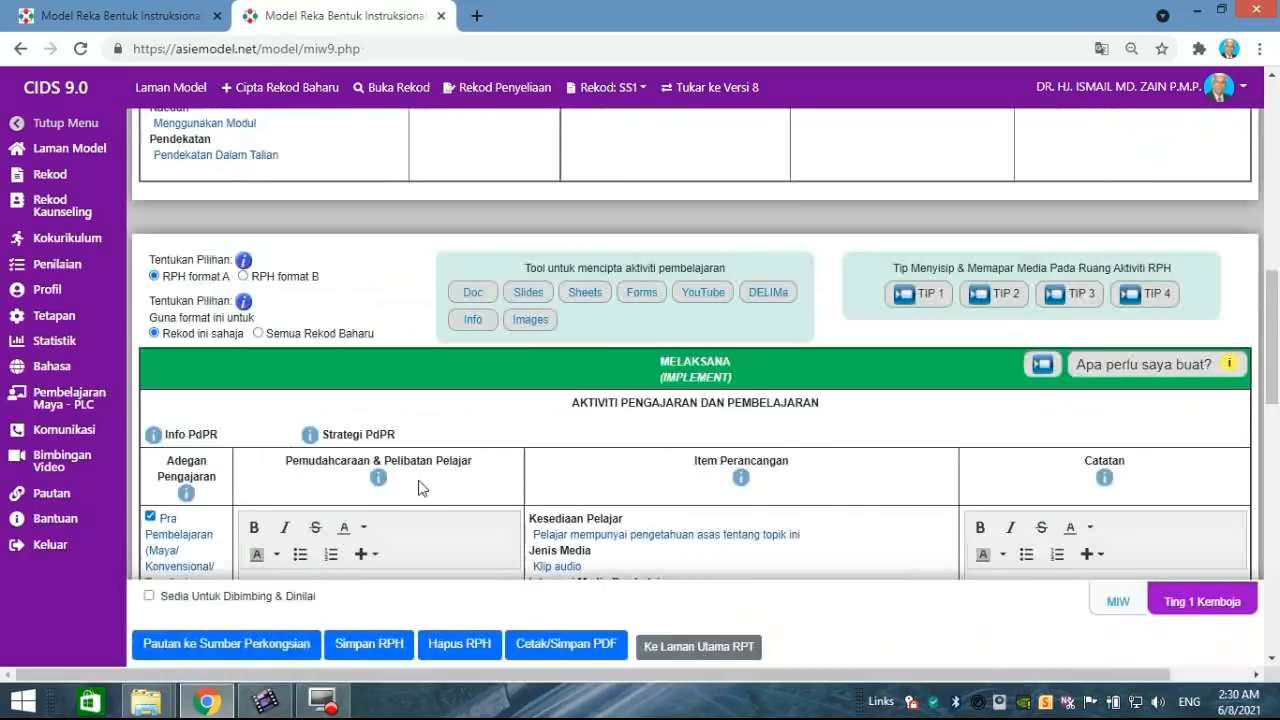 Model Reka Bentuk Instruksiona
Model Reka Bentuk Instruksiona
https://asiemodel.net/model/miw9.php
CIDS 9.0
Laman Model
Cipta Rekod Baharu
Buka Rekod
Rekod Penyeliaan
Rekod: SS1
Tukar ke Versi 8
DR. HJ. ISMAIL MD. ZAIN P.M.P.
Tutup Menu
Laman Model
Rekod
Rekod
Kaunseling
Kokurikulum
Penilaian
Profil
Tetapan
Statistik
Bahasa
Pembelajaran
Maya - PLC
Komunikasi
Bimbingan
Video
Pautan
Bantuan
Keluar
Menggunakan Modul
Pendekatan
Pendekatan Dalam Talian
Tentukan Pilihan:
RPH format A
RPH format B
Tentukan Pilihan:
Guna format ini untuk
Rekod ini sahaja
Semua Rekod Baharu
Tool untuk mencipta aktiviti pembelajaran
Doc
Slides
Sheets
Forms
YouTube
DELIMa
Info
Images
Tip Menyisip & Memapar Media Pada Ruang Aktiviti RPH
TIP 1
TIP 2
TIP 3
TIP 4
MELAKSANA
(IMPLEMENT)
Apa perlu saya buat?
AKTIVITI PENGAJARAN DAN PEMBELAJARAN
Info PdPR
Strategi PdPR
Adegan
Pengajaran
Pemudahcaraan & Pelibatan Pelajar
Item Perancangan
Catatan
Pra
Pembelajaran
(Maya/
Konvensional/
B I S A
A
Kesediaan Pelajar
Pelajar mempunyai pengetahuan asas tentang topik ini
Jenis Media
Klip audio
B I S A
A
Sedia Untuk Dibimbing & Dinilai
MIW
Ting 1 Kemboja
Pautan ke Sumber Perkongsian
Simpan RPH
Hapus RPH
Cetak/Simpan PDF
Ke Laman Utama RPT
Links
ENG
2:30 AM
6/8/2021